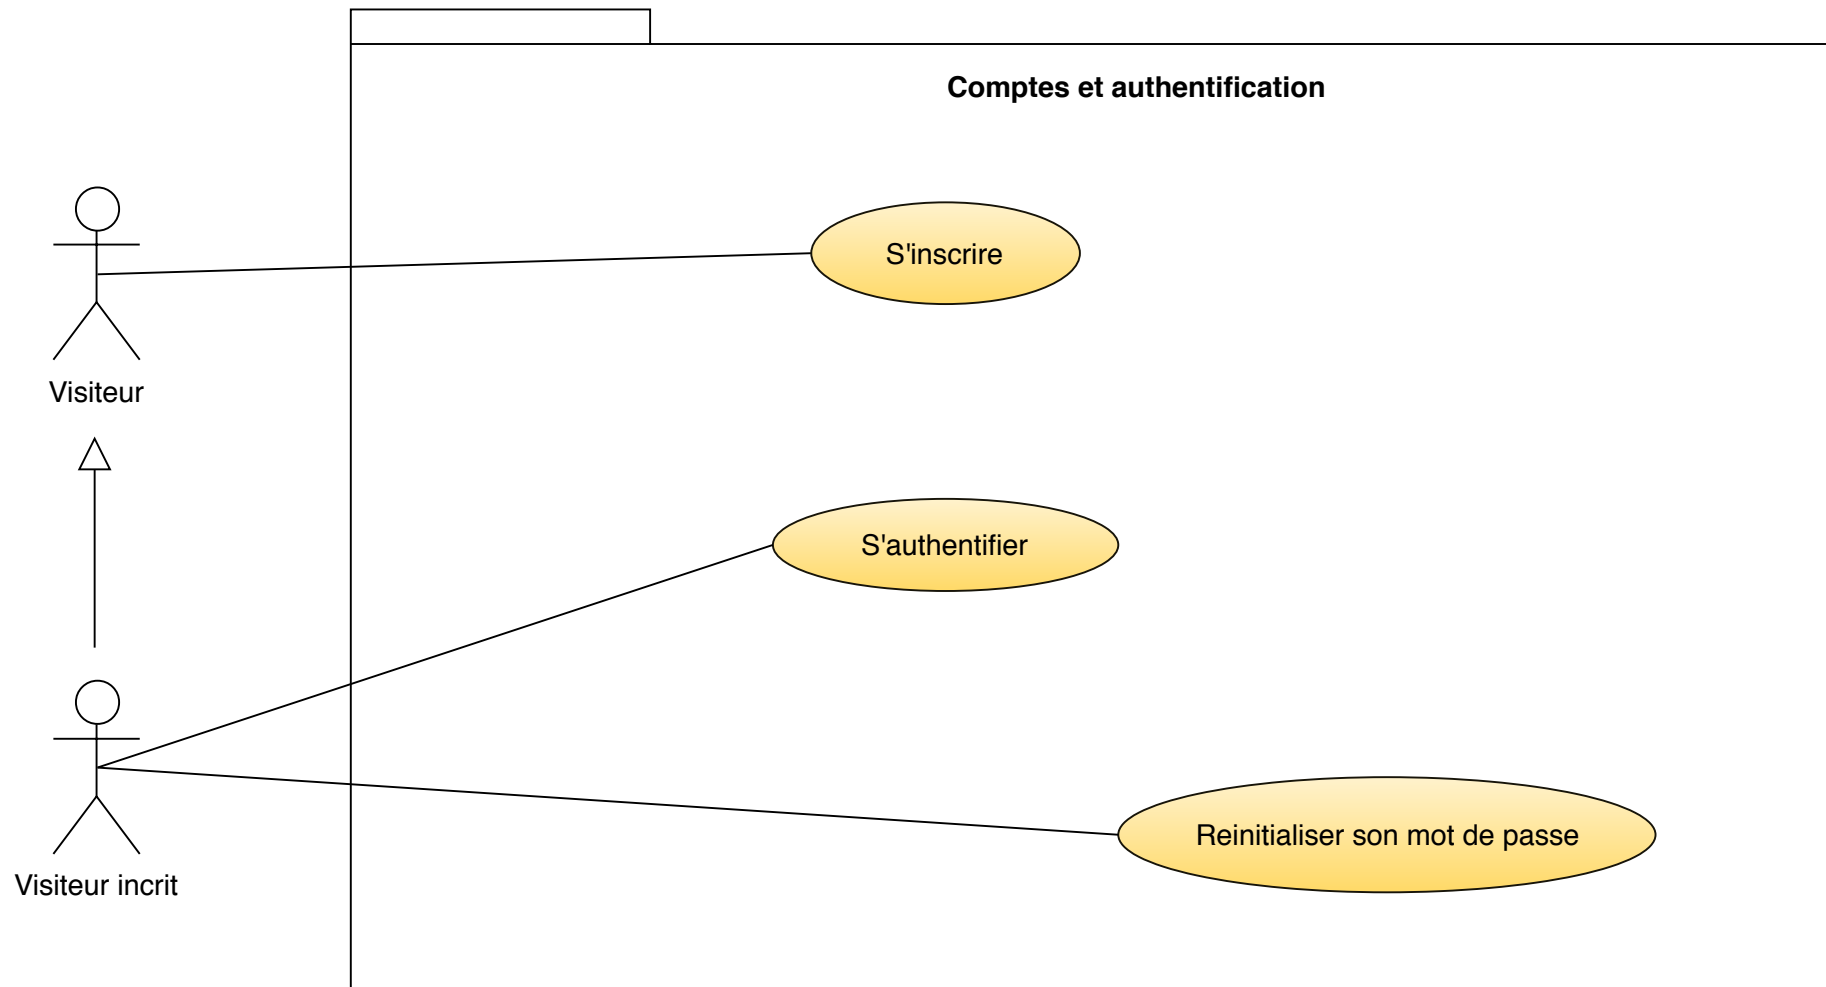 Comptes et authentification
S'inscrire
Visiteur
S'authentifier
Reinitialiser son mot de passe
Visiteur incrit